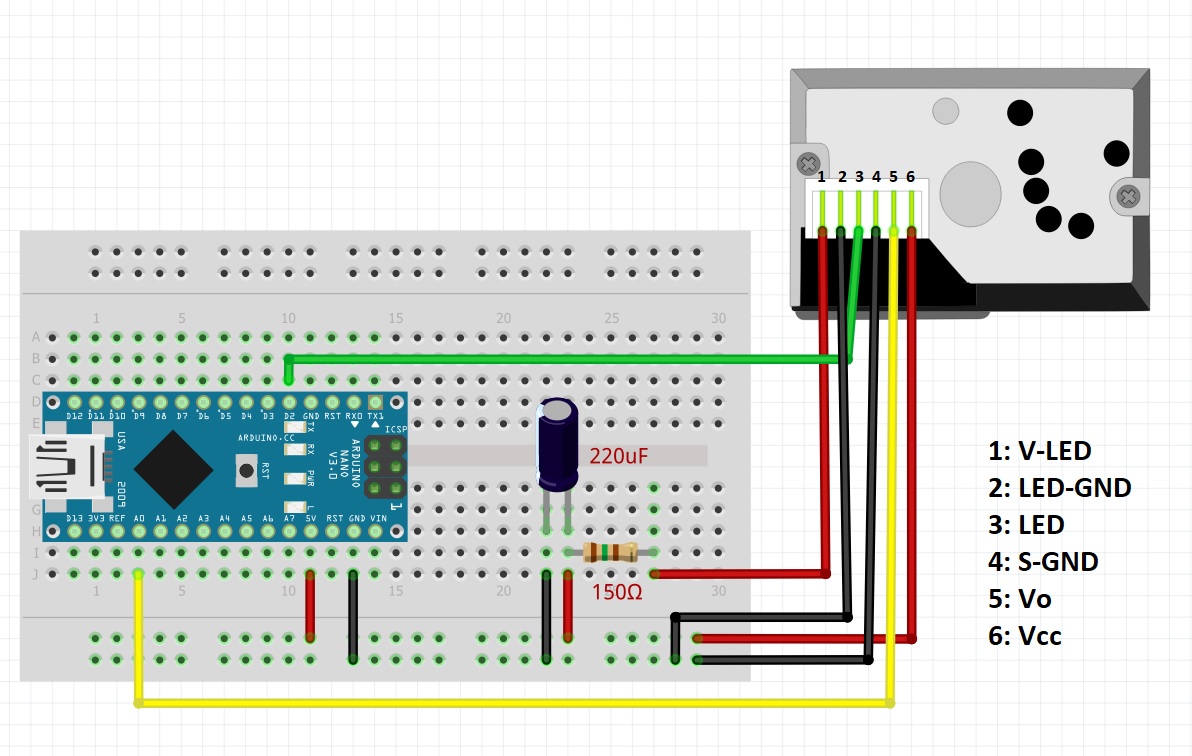 1 2 3 4 5 6
1 5 10 15 20 25 30
A
B
C
D
E
D12 D11 D10 D9 D8 D7 D6 D5 D4 D3 D2 GND RST RX0 TX1
TX
RX
PWR
L
USA
2009
ARDUINO.CC
RST
ARDUINO
NANO
V3.0
ICSP
1
D13 3V3 REF A0 A1 A2 A3 A4 A5 A6 A7 5V RST GND VIN
220uF
G
H
I
J
150Ω
1 5 10 15 20 25 30
1: V-LED
2: LED-GND
3: LED
4: S-GND
5: Vo
6: Vcc